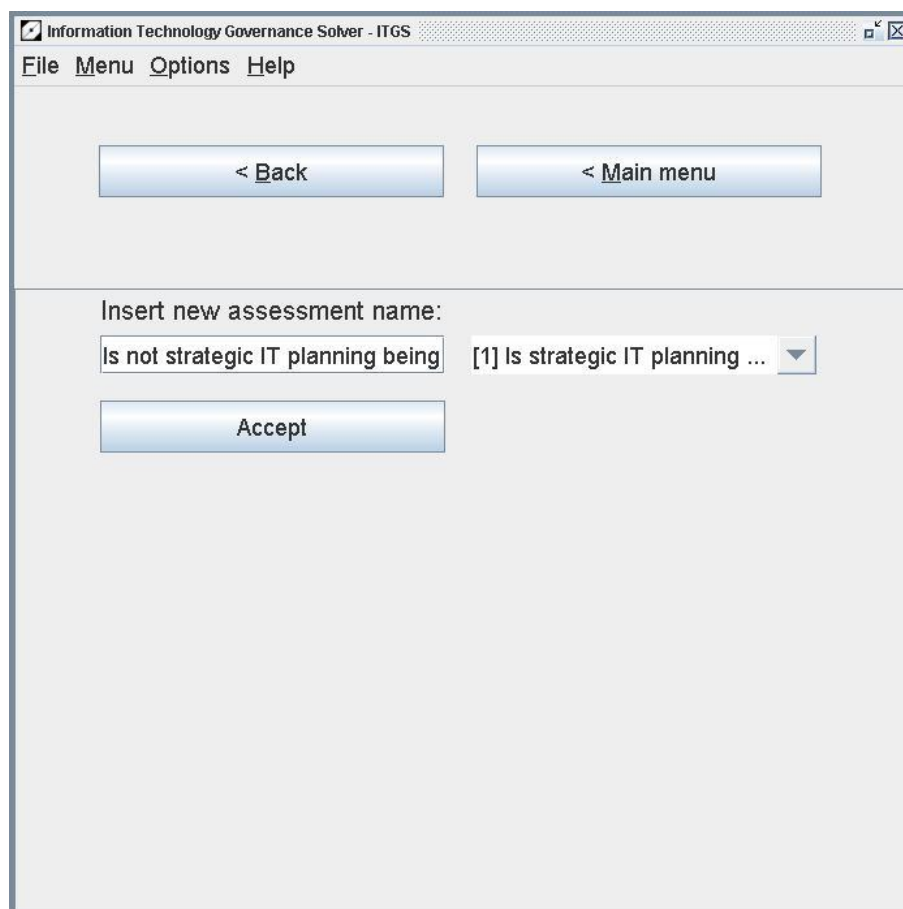 Information Technology Governance Solver - ITGS
File Menu Options Help
< Back < Main menu
Insert new assessment name:
Is not strategic IT planning being [1] Is strategic IT planning ...
Accept